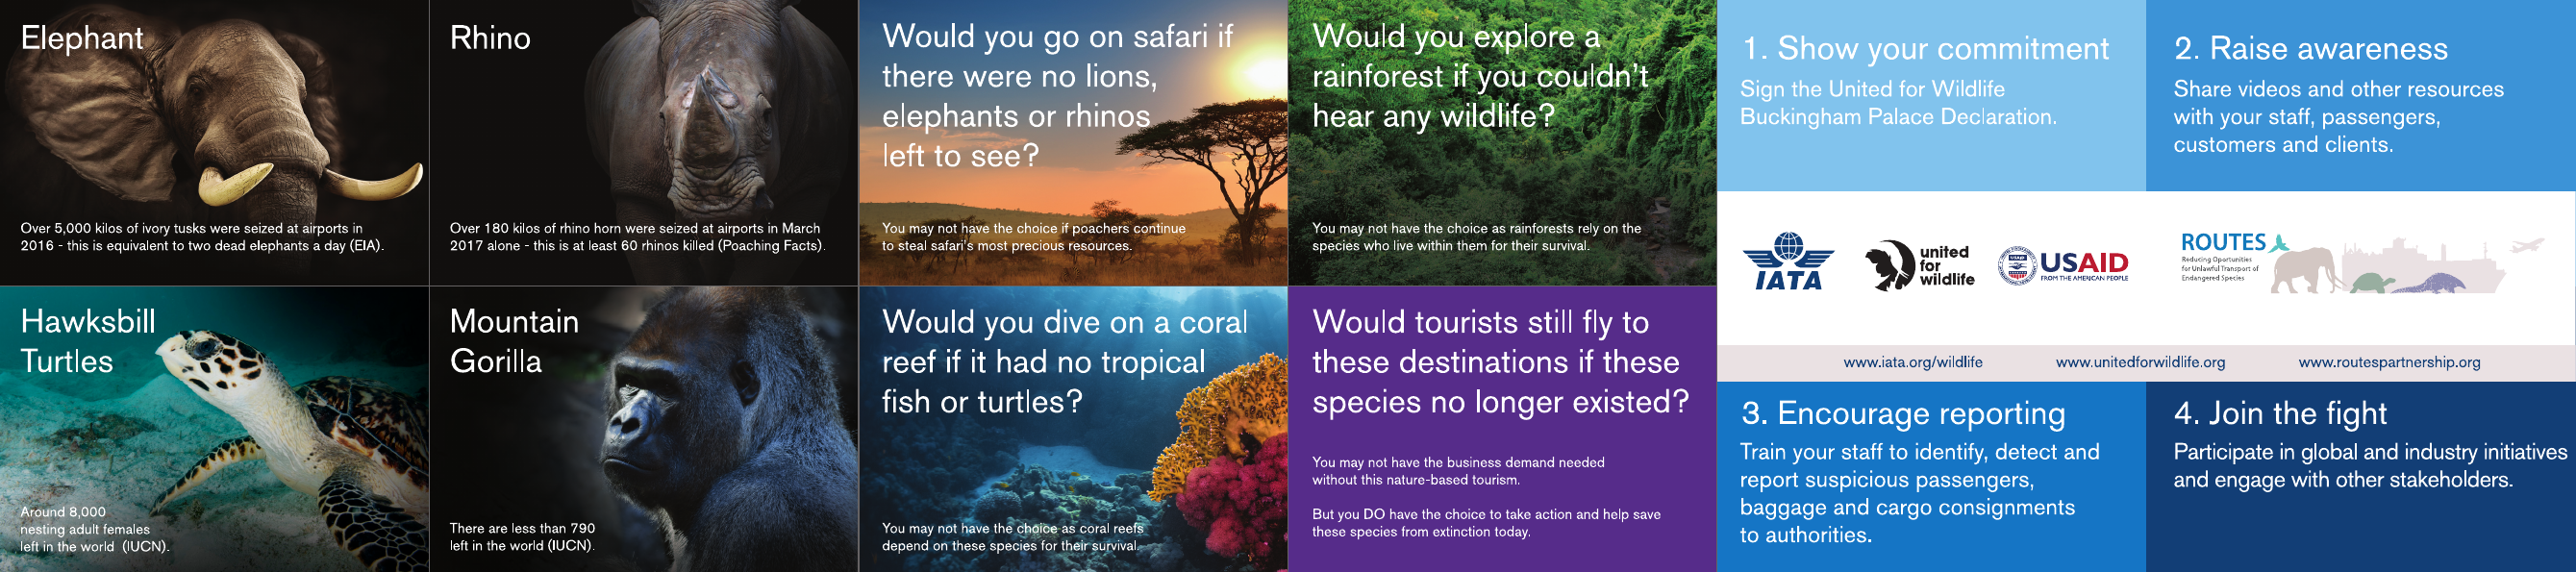 Elephant
Over 5,000 kilos of ivory tusks were seized at airports in
2016 - this is equivalent to two dead elephants a day (EIA).
Rhino
Over 180 kilos of rhino horn were seized at airports in March
2017 alone - this is at least 60 rhinos killed (Poaching Facts).
Hawksbill
Turtles
Around 8,000
nesting adult females
left in the world (IUCN).
Mountain
Gorilla
There are less than 790
left in the world (IUCN).
Would you go on safari if
there were no lions,
elephants or rhinos
left to see?
You may not have the choice if poachers continue
to steal safari's most precious resources.
Would you explore a
rainforest if you couldn't
hear any wildlife?
You may not have the choice as rainforests rely on the
species who live within them for their survival.
Would you dive on a coral
reef if it had no tropical
fish or turtles?
You may not have the choice as coral reefs
depend on these species for their survival.
Would tourists still fly to
these destinations if these
species no longer existed?
You may not have the business demand needed
without this nature-based tourism.
But you DO have the choice to take action and help save
these species from extinction today.
1. Show your commitment
Sign the United for Wildlife
Buckingham Palace Declaration.
2. Raise awareness
Share videos and other resources
with your staff, passengers,
customers and clients.
IATA
united
for
wildlife
USAID
FROM THE AMERICAN PEOPLE
ROUTES
Reducing Opportunities
for Unlawful Transport of
Endangered Species
www.iata.org/wildlife
www.unitedforwildlife.org
www.routespartnership.org
3. Encourage reporting
Train your staff to identify, detect and
report suspicious passengers,
baggage and cargo consignments
to authorities.
4. Join the fight
Participate in global and industry initiatives
and engage with other stakeholders.